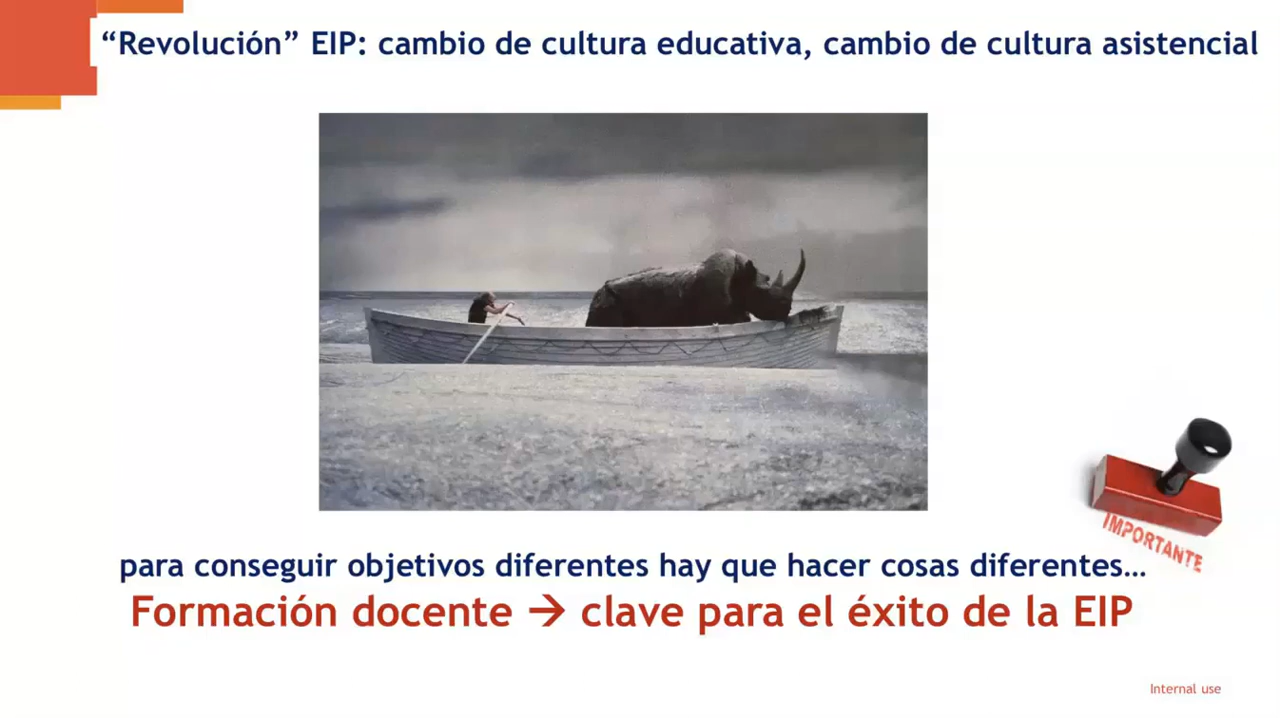 “Revolución” EIP: cambio de cultura educativa, cambio de cultura asistencial
IMPORTANTE
para conseguir objetivos diferentes hay que hacer cosas diferentes…
Formación docente → clave para el éxito de la EIP
Internal use